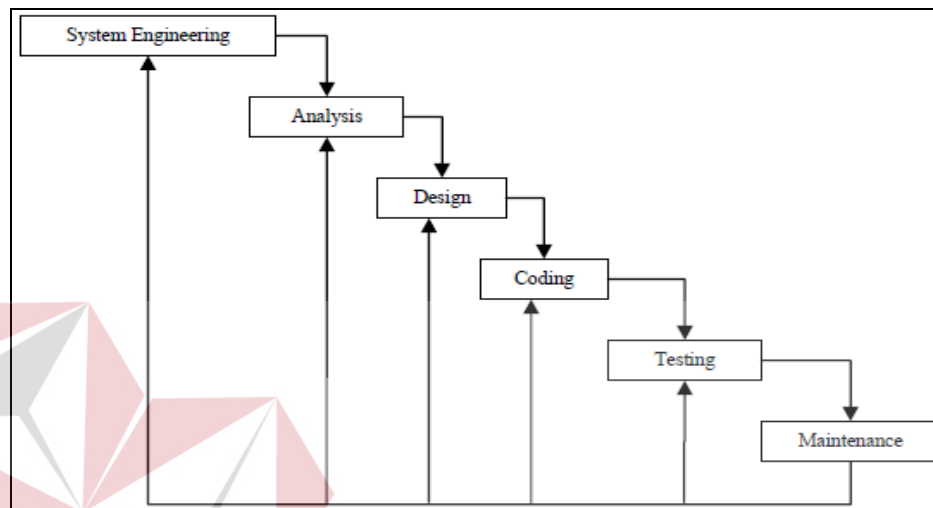 System Engineering
Analysis
Design
Coding
Testing
Maintenance